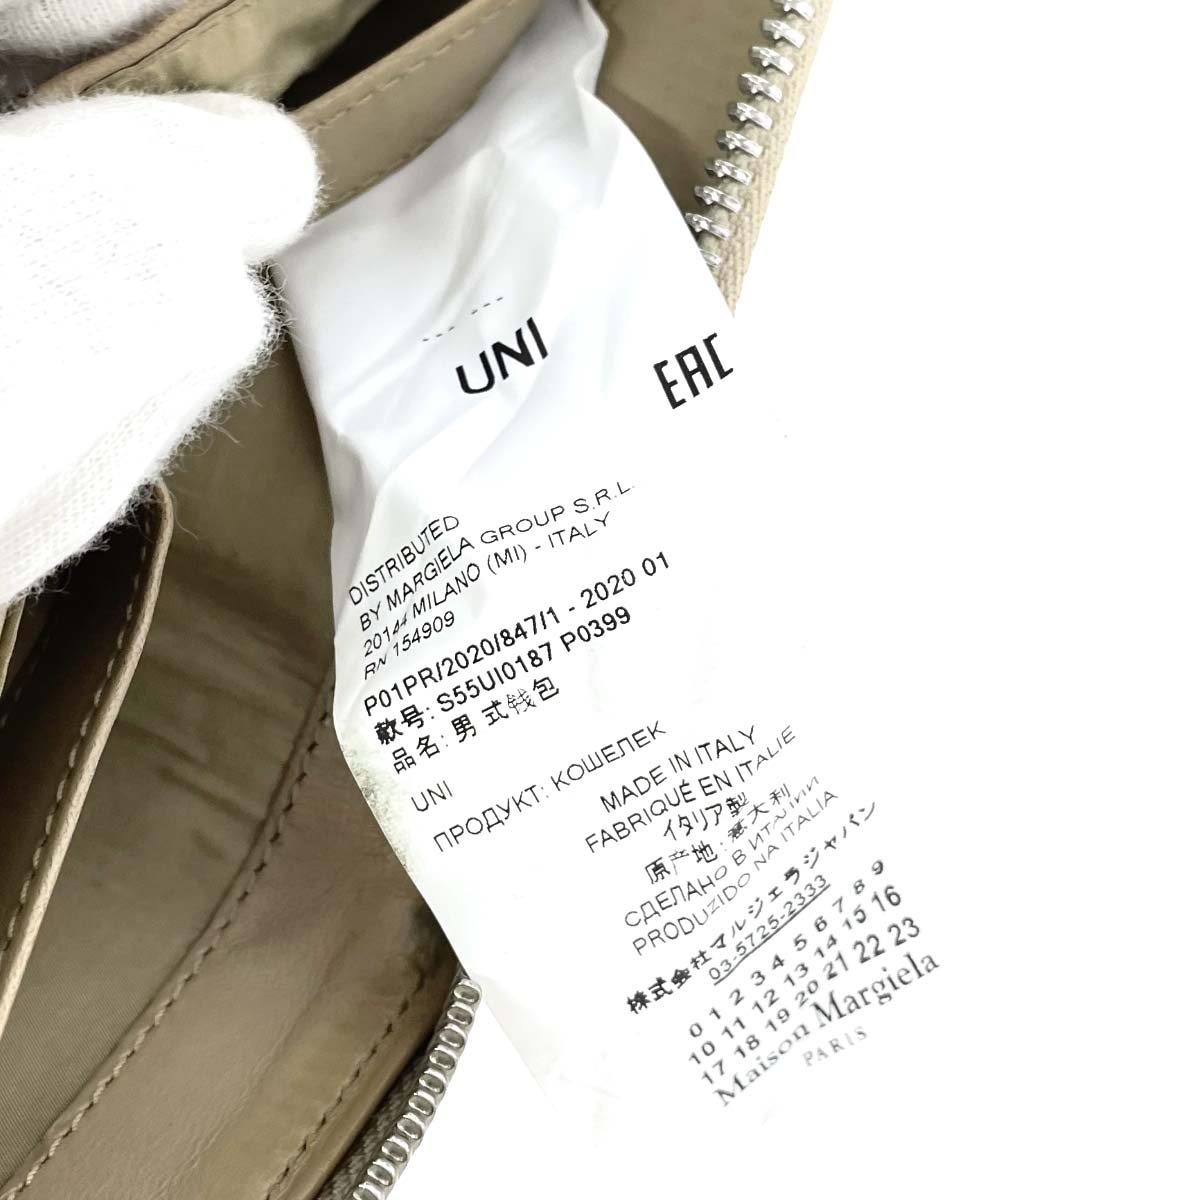 UNI
EAC
DISTRIBUTED
BY MARGIELA GROUP S.R.L.
20144 MILANO (MI) - ITALY
RN 154909
P01PR/2020/847/1 - 2020 01
款号: S55UI0187 P0399
品名: 男式钱包
UNI
ПРОДУКТ: КОШЕЛЕК
MADE IN ITALY
FABRIQUÉ EN ITALIE
イタリア製
原产地: 意大利
СДЕЛАНО В ИТАЛИИ
PRODUZIDO NA ITALIA
株式会社マルジェラジャパン
03-5725-2333
0 1 2 3 4 5 6 7 8 9
10 11 12 13 14 15 16
17 18 19 20 21 22 23
Maison Margiela
PARIS